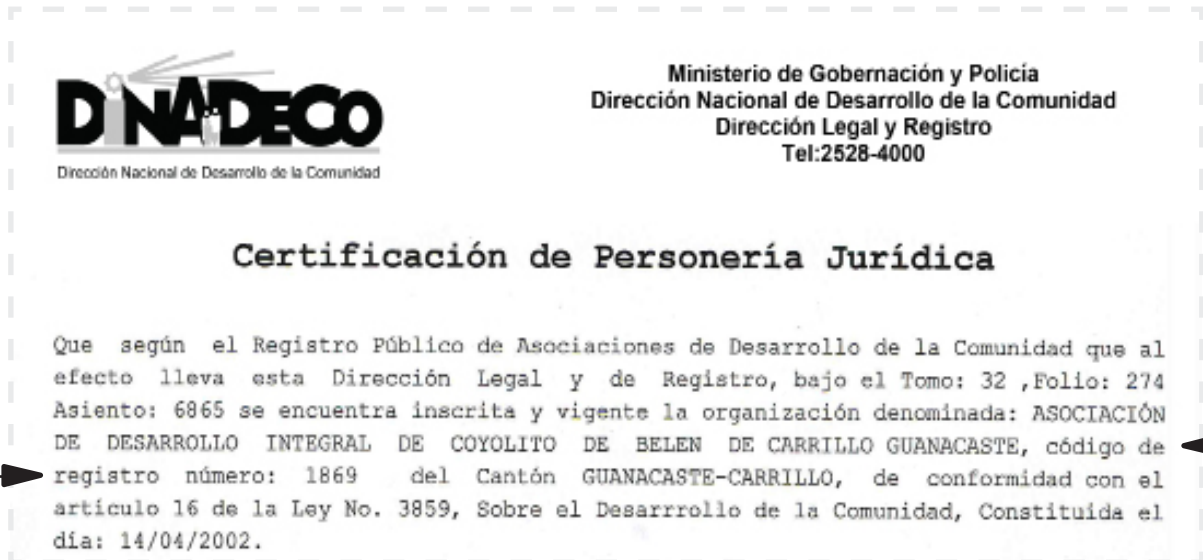 DINADECO
Dirección Nacional de Desarrollo de la Comunidad
Ministerio de Gobernación y Policía
Dirección Nacional de Desarrollo de la Comunidad
Dirección Legal y Registro
Tel:2528-4000
Certificación de Personería Jurídica
Que según el Registro Público de Asociaciones de Desarrollo de la Comunidad que al
efecto lleva esta Dirección Legal y de Registro, bajo el Tomo: 32 ,Folio: 274
Asiento: 6865 se encuentra inscrita y vigente la organización denominada: ASOCIACIÓN
DE DESARROLLO INTEGRAL DE COYOLITO DE BELEN DE CARRILLO GUANACASTE, código de
registro número: 1869 del Cantón GUANACASTE-CARRILLO, de conformidad con el
artículo 16 de la Ley No. 3859, Sobre el Desarrrollo de la Comunidad, Constituida el
día: 14/04/2002.